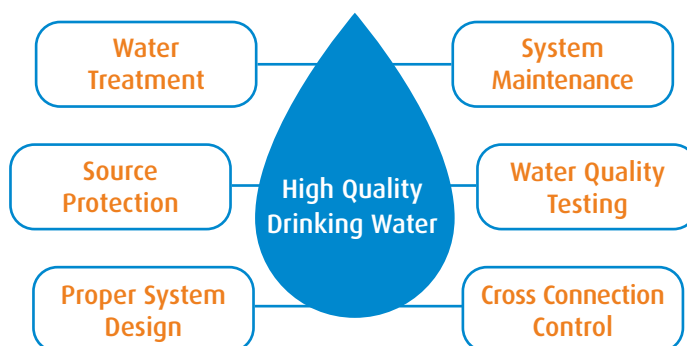 Water
Treatment
System
Maintenance
Source
Protection
High Quality
Drinking Water
Water Quality
Testing
Proper System
Design
Cross Connection
Control